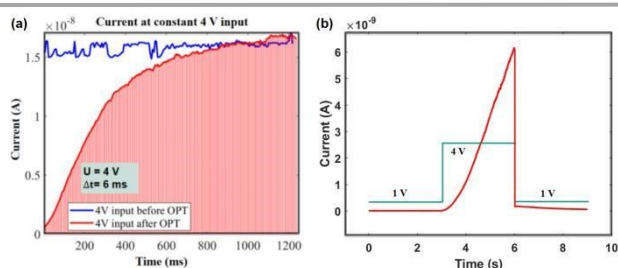 (a)
Current at constant 4 V input
×10⁻⁸
1.5
1
0.5
0
Current (A)
U = 4 V
Δt= 6 ms
4V input before OPT
4V input after OPT
200 400 600 800 1000 1200
Time (ms)
(b)
×10⁻⁹
6
5
4
3
2
1
0
Current (A)
1 V
4 V
1 V
0 2 4 6 8 10
Time (s)